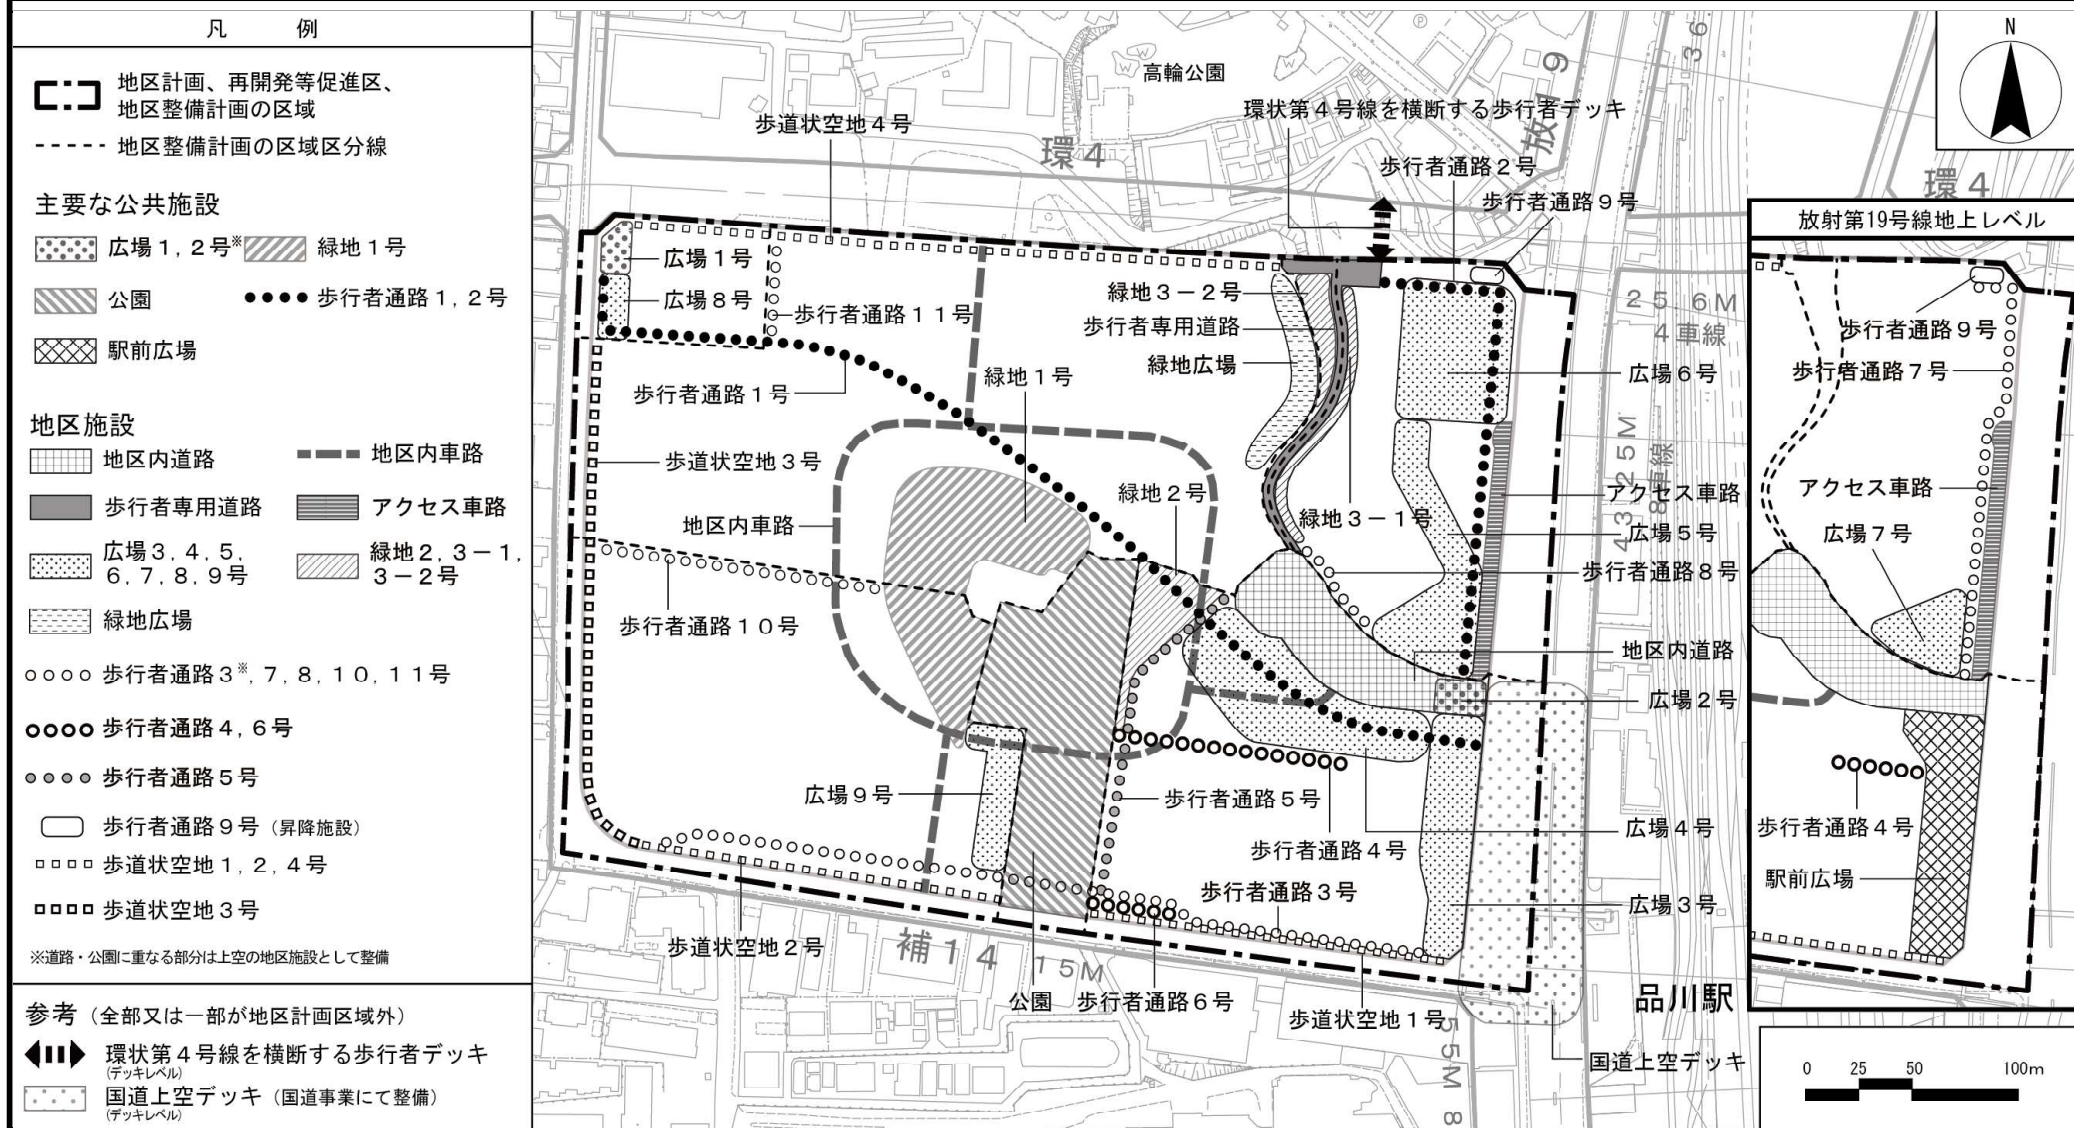 凡　　　例
地区計画、再開発等促進区、
地区整備計画の区域
地区整備計画の区域区分線
主要な公共施設
広場１，２号※
緑地１号
公園
歩行者通路１，２号
駅前広場
地区施設
地区内道路
地区内車路
歩行者専用道路
アクセス車路
広場３，４，５，
６，７，８，９号
緑地２，３－１，
３－２号
緑地広場
歩行者通路３※，７，８，１０，１１号
歩行者通路４，６号
歩行者通路５号
歩行者通路９号（昇降施設）
歩道状空地１，２，４号
歩道状空地３号
※道路・公園に重なる部分は上空の地区施設として整備
参考（全部又は一部が地区計画区域外）
環状第４号線を横断する歩行者デッキ
（デッキレベル）
国道上空デッキ（国道事業にて整備）
（デッキレベル）
高輪公園
Ⓟ
36
環状第４号線を横断する歩行者デッキ
放19
歩道状空地４号
環4
歩行者通路２号
歩行者通路９号
広場１号
広場８号
歩行者通路１１号
緑地３－２号
歩行者専用道路
緑地広場
25.6M
4車線
広場６号
歩行者通路１号
緑地１号
歩道状空地３号
緑地２号
地区内車路
緑地３－１号
43.25M
8車線
アクセス車路
広場５号
歩行者通路８号
歩行者通路１０号
地区内道路
広場２号
広場９号
歩行者通路５号
広場４号
歩行者通路４号
歩行者通路３号
広場３号
歩道状空地２号
補14
15M
公園
歩行者通路６号
歩道状空地１号
品川駅
国道上空デッキ
55M
8
N
環4
放射第19号線地上レベル
歩行者通路９号
歩行者通路７号
アクセス車路
広場７号
歩行者通路４号
駅前広場
0　25　50　100m